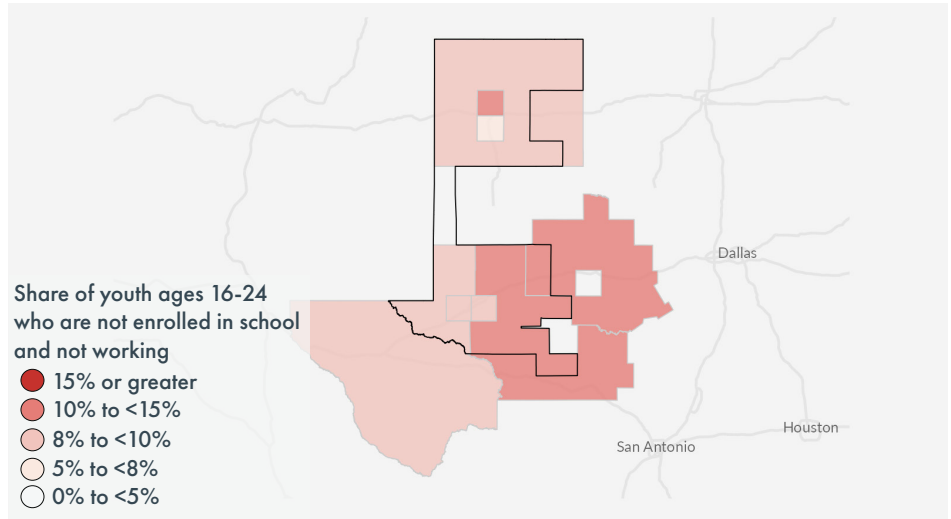 Dallas
Share of youth ages 16-24
who are not enrolled in school
and not working
15% or greater
10% to <15%
8% to <10%
5% to <8%
0% to <5%
Houston
San Antonio